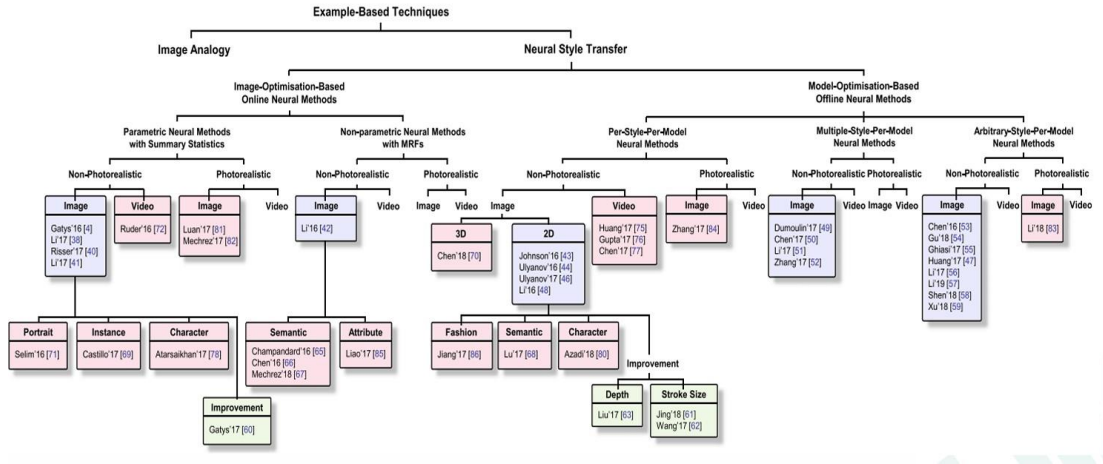 Example-Based Techniques
Image Analogy
Neural Style Transfer
Image-Optimisation-Based
Online Neural Methods
Model-Optimisation-Based
Offline Neural Methods
Parametric Neural Methods
with Summary Statistics
Non-parametric Neural Methods
with MRFs
Per-Style-Per-Model
Neural Methods
Multiple-Style-Per-Model
Neural Methods
Arbitrary-Style-Per-Model
Neural Methods
Non-Photorealistic
Photorealistic
Non-Photorealistic
Photorealistic
Non-Photorealistic
Photorealistic
Non-Photorealistic
Photorealistic
Non-Photorealistic
Photorealistic
Image
Gatys'16 [4]
Li'17 [38]
Risser'17 [40]
Li'17 [41]
Video
Ruder'16 [72]
Image
Luan'17 [81]
Mechrez'17 [82]
Video
Image
Li'16 [42]
Video
Image
Video
Image
3D
Chen'18 [70]
2D
Johnson'16 [43]
Ulyanov'16 [44]
Ulyanov'17 [46]
Li'16 [48]
Video
Huang'17 [75]
Gupta'17 [76]
Chen'17 [77]
Image
Zhang'17 [84]
Video
Image
Dumoulin'17 [49]
Chen'17 [50]
Li'17 [51]
Zhang'17 [52]
Video
Image
Video
Image
Chen'16 [53]
Gu'18 [54]
Ghiasi'17 [55]
Huang'17 [47]
Li'17 [56]
Li'19 [57]
Shen'18 [58]
Xu'18 [59]
Video
Image
Li'18 [83]
Video
Portrait
Selim'16 [71]
Instance
Castillo'17 [69]
Character
Atarsaikhan'17 [78]
Improvement
Gatys'17 [60]
Semantic
Champandard'16 [65]
Chen'16 [66]
Mechrez'18 [67]
Attribute
Liao'17 [85]
Fashion
Jiang'17 [86]
Semantic
Lu'17 [68]
Character
Azadi'18 [80]
Improvement
Depth
Liu'17 [63]
Stroke Size
Jing'18 [61]
Wang'17 [62]